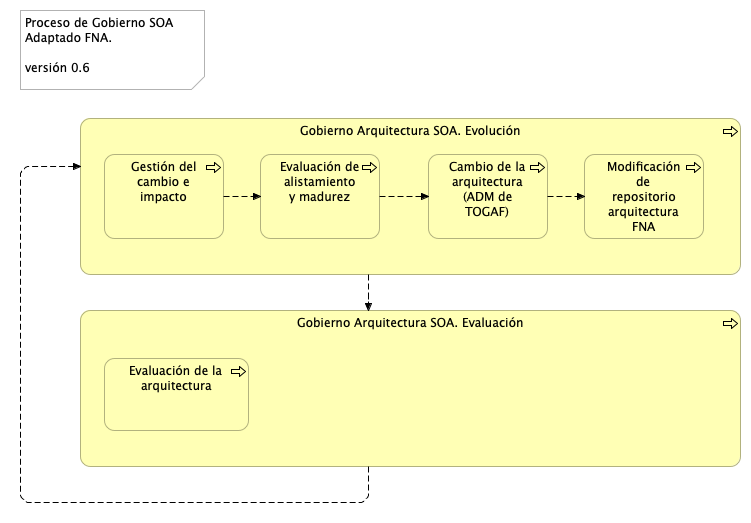 Proceso de Gobierno SOA
Adaptado FNA.
versión 0.6
Gobierno Arquitectura SOA. Evolución
Gestión del
cambio e
impacto
Evaluación de
alistamiento
y madurez
Cambio de la
arquitectura
(ADM de
TOGAF)
Modificación
de
repositorio
arquitectura
FNA
Gobierno Arquitectura SOA. Evaluación
Evaluación de la
arquitectura